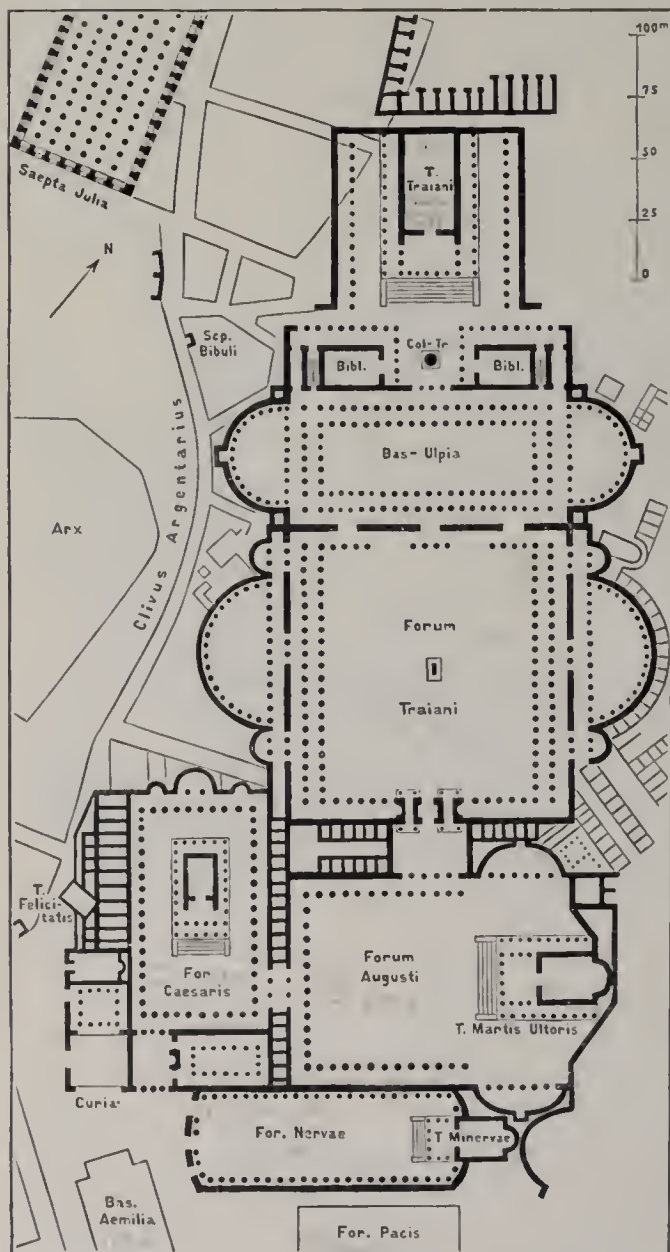 100m
75
50
25
0
Saepta Julia
N
T.
Traiani
Scp.
Bibuli
Bibl.
Col-Tr
Bibl.
Bas-Ulpia
Clivus Argentarius
Arx
Forum
Traiani
T.
Felici-
tatis
For
Caesaris
Forum
Augusti
T. Martis Ultoris
Curia
For. Nervae
T Minervae
Bas.
Aemilia
For. Pacis